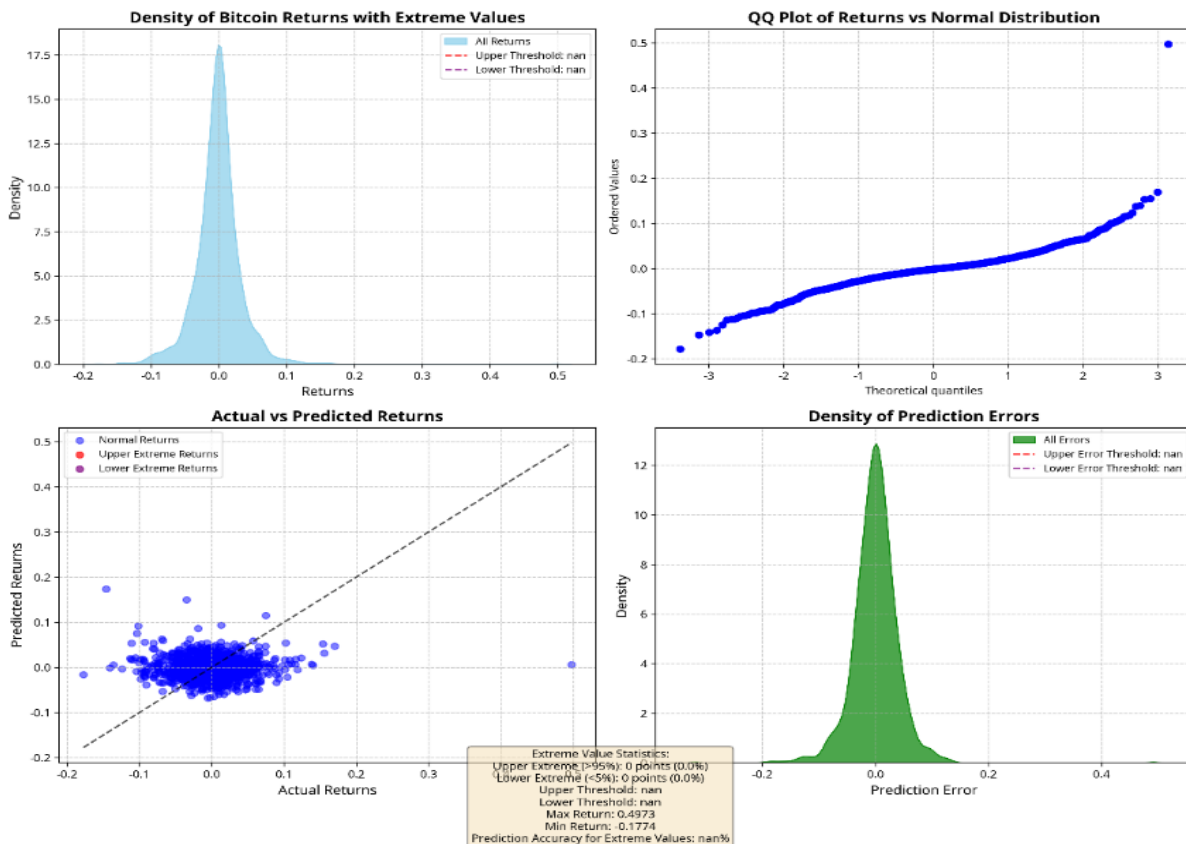 Density of Bitcoin Returns with Extreme Values
All Returns
Upper Threshold: nan
Lower Threshold: nan
17.5
15.0
12.5
10.0
7.5
5.0
2.5
0.0
Density
-0.2 -0.1 0.0 0.1 0.2 0.3 0.4 0.5
Returns
QQ Plot of Returns vs Normal Distribution
0.5
0.4
0.3
0.2
0.1
0.0
-0.1
-0.2
Ordered Values
-3 -2 -1 0 1 2 3
Theoretical quantiles
Actual vs Predicted Returns
Normal Returns
Upper Extreme Returns
Lower Extreme Returns
0.5
0.4
0.3
0.2
0.1
0.0
-0.1
-0.2
Predicted Returns
-0.2 -0.1 0.0 0.1 0.2 0.3 0.4
Actual Returns
Density of Prediction Errors
All Errors
Upper Error Threshold: nan
Lower Error Threshold: nan
12
10
8
6
4
2
Density
-0.2 0.0 0.2 0.4
Prediction Error
Extreme Value Statistics:
Upper Extreme (>95%): 0 points (0.0%)
Lower Extreme (<5%): 0 points (0.0%)
Upper Threshold: nan
Lower Threshold: nan
Max Return: 0.4973
Min Return: -0.1774
Prediction Accuracy for Extreme Values: nan%